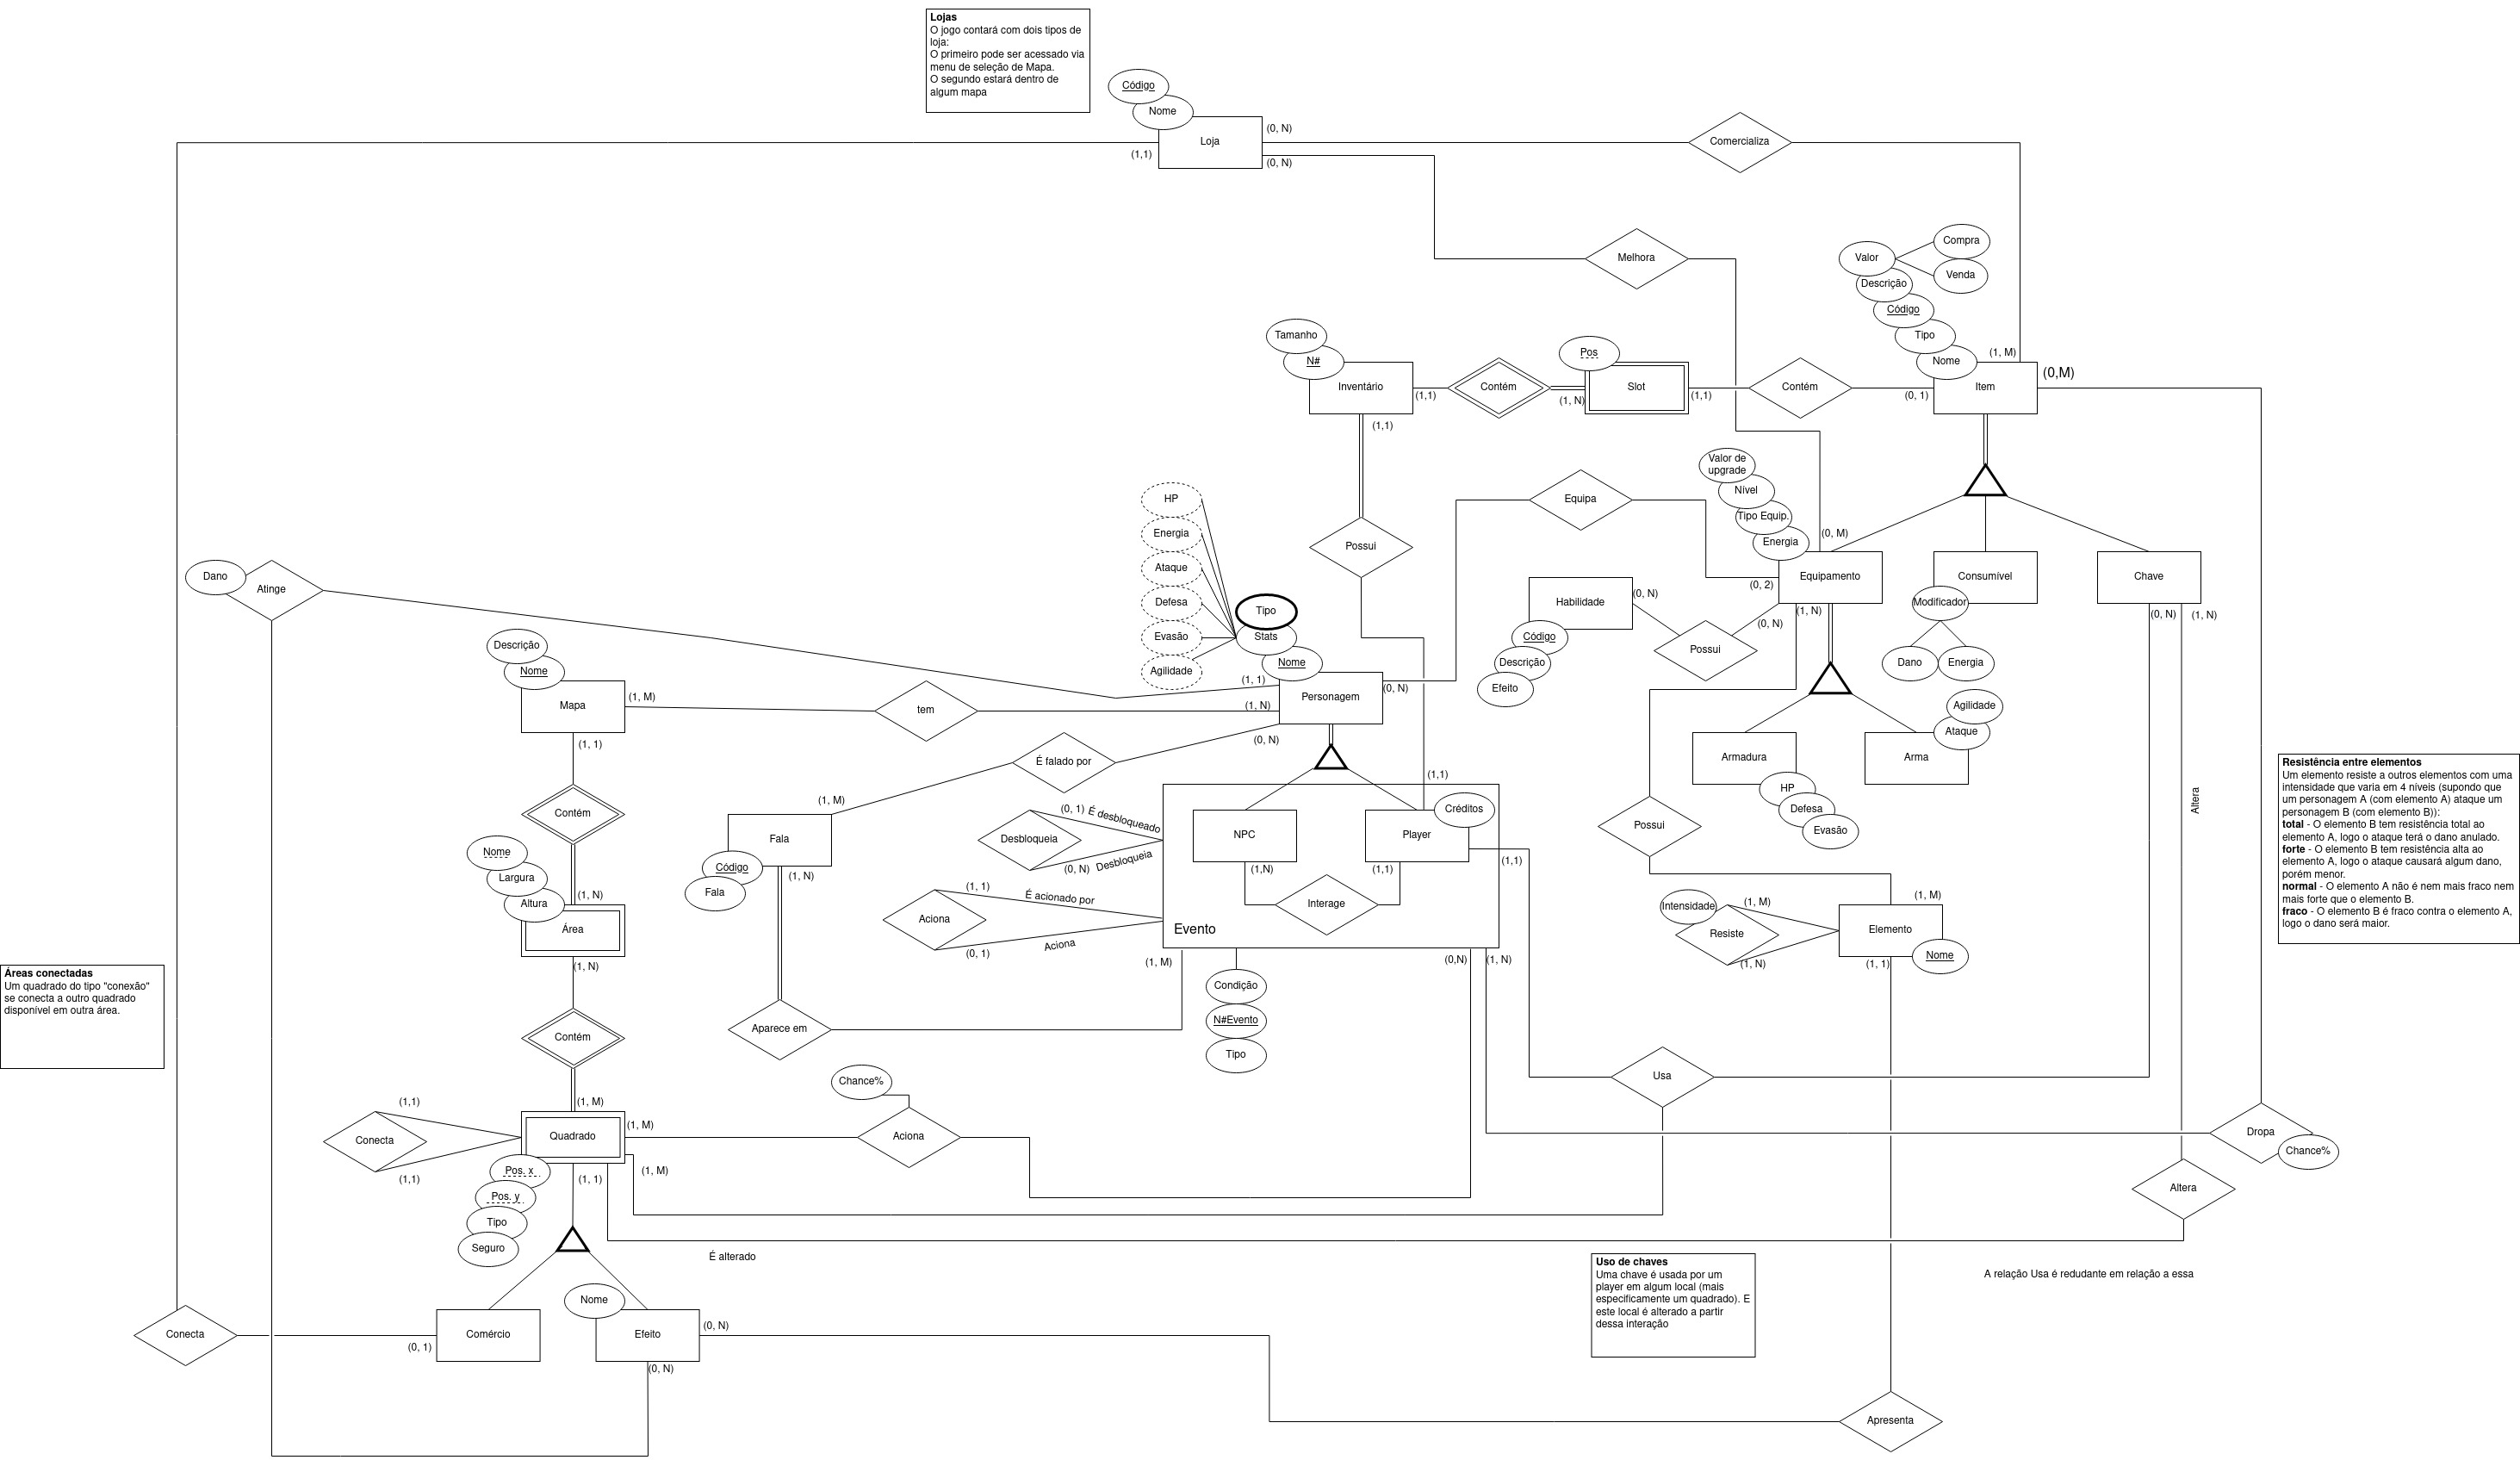 Lojas
O jogo contará com dois tipos de
loja:
O primeiro pode ser acessado via
menu de seleção de Mapa.
O segundo estará dentro de
algum mapa
Código
Nome
Loja
(0, N)
(1,1)
(0, N)
Comercializa
Melhora
Compra
Valor
Venda
Descrição
Código
Tipo
Nome
(1, M)
Item
(0,M)
(0, 1)
Tamanho
N#
Inventário
(1,1)
(1,1)
Contém
Pos
Slot
(1, N)
(1,1)
Contém
HP
Energia
Ataque
Defesa
Evasão
Agilidade
Tipo
Stats
Nome
Possui
Equipa
Valor de
upgrade
Nível
Tipo Equip.
Energia
(0, M)
Equipamento
(0, 2)
(1, N)
(0, N)
Consumível
Modificador
Dano
Energia
Chave
(0, N)
(1, N)
Habilidade
(0, N)
Código
Descrição
Efeito
Possui
Dano
Atinge
Descrição
Nome
Mapa
(1, M)
(1, 1)
tem
(1, 1)
(1, N)
Personagem
(0, N)
(0, N)
É falado por
(1, M)
Armadura
HP
Defesa
Evasão
Agilidade
Ataque
Arma
Altera
Resistência entre elementos
Um elemento resiste a outros elementos com uma
intensidade que varia em 4 níveis (supondo que
um personagem A (com elemento A) ataque um
personagem B (com elemento B)):
total - O elemento B tem resistência total ao
elemento A, logo o ataque terá o dano anulado.
forte - O elemento B tem resistência alta ao
elemento A, logo o ataque causará algum dano,
porém menor.
normal - O elemento A não é nem mais fraco nem
mais forte que o elemento B.
fraco - O elemento B é fraco contra o elemento A,
logo o dano será maior.
Contém
Fala
Código
Fala
(1, N)
Desbloqueia
(0, 1)
É desbloqueado
(0, N)
Desbloqueia
NPC
(1,N)
(1,1)
Créditos
Player
(1,1)
(1,1)
Interage
Evento
Aciona
(1, 1)
É acionado por
(0, 1)
Aciona
Possui
Nome
Largura
Altura
(1, N)
Área
(1, N)
(1, M)
Intensidade
(1, M)
Resiste
(1, N)
Elemento
(1, 1)
Nome
(1, M)
(0,N)
(1, N)
Condição
N#Evento
Tipo
Áreas conectadas
Um quadrado do tipo "conexão"
se conecta a outro quadrado
disponível em outra área.
Contém
Aparece em
Chance%
Aciona
Usa
(1,1)
Conecta
(1,1)
(1, M)
Quadrado
(1, M)
(1, M)
(1, 1)
Pos. x
Pos. y
Tipo
Seguro
Dropa
Chance%
Altera
É alterado
Uso de chaves
Uma chave é usada por um
player em algum local (mais
especificamente um quadrado). E
este local é alterado a partir
dessa interação
A relação Usa é redudante em relação a essa
Conecta
Comércio
(0, 1)
Nome
Efeito
(0, N)
(0, N)
Apresenta